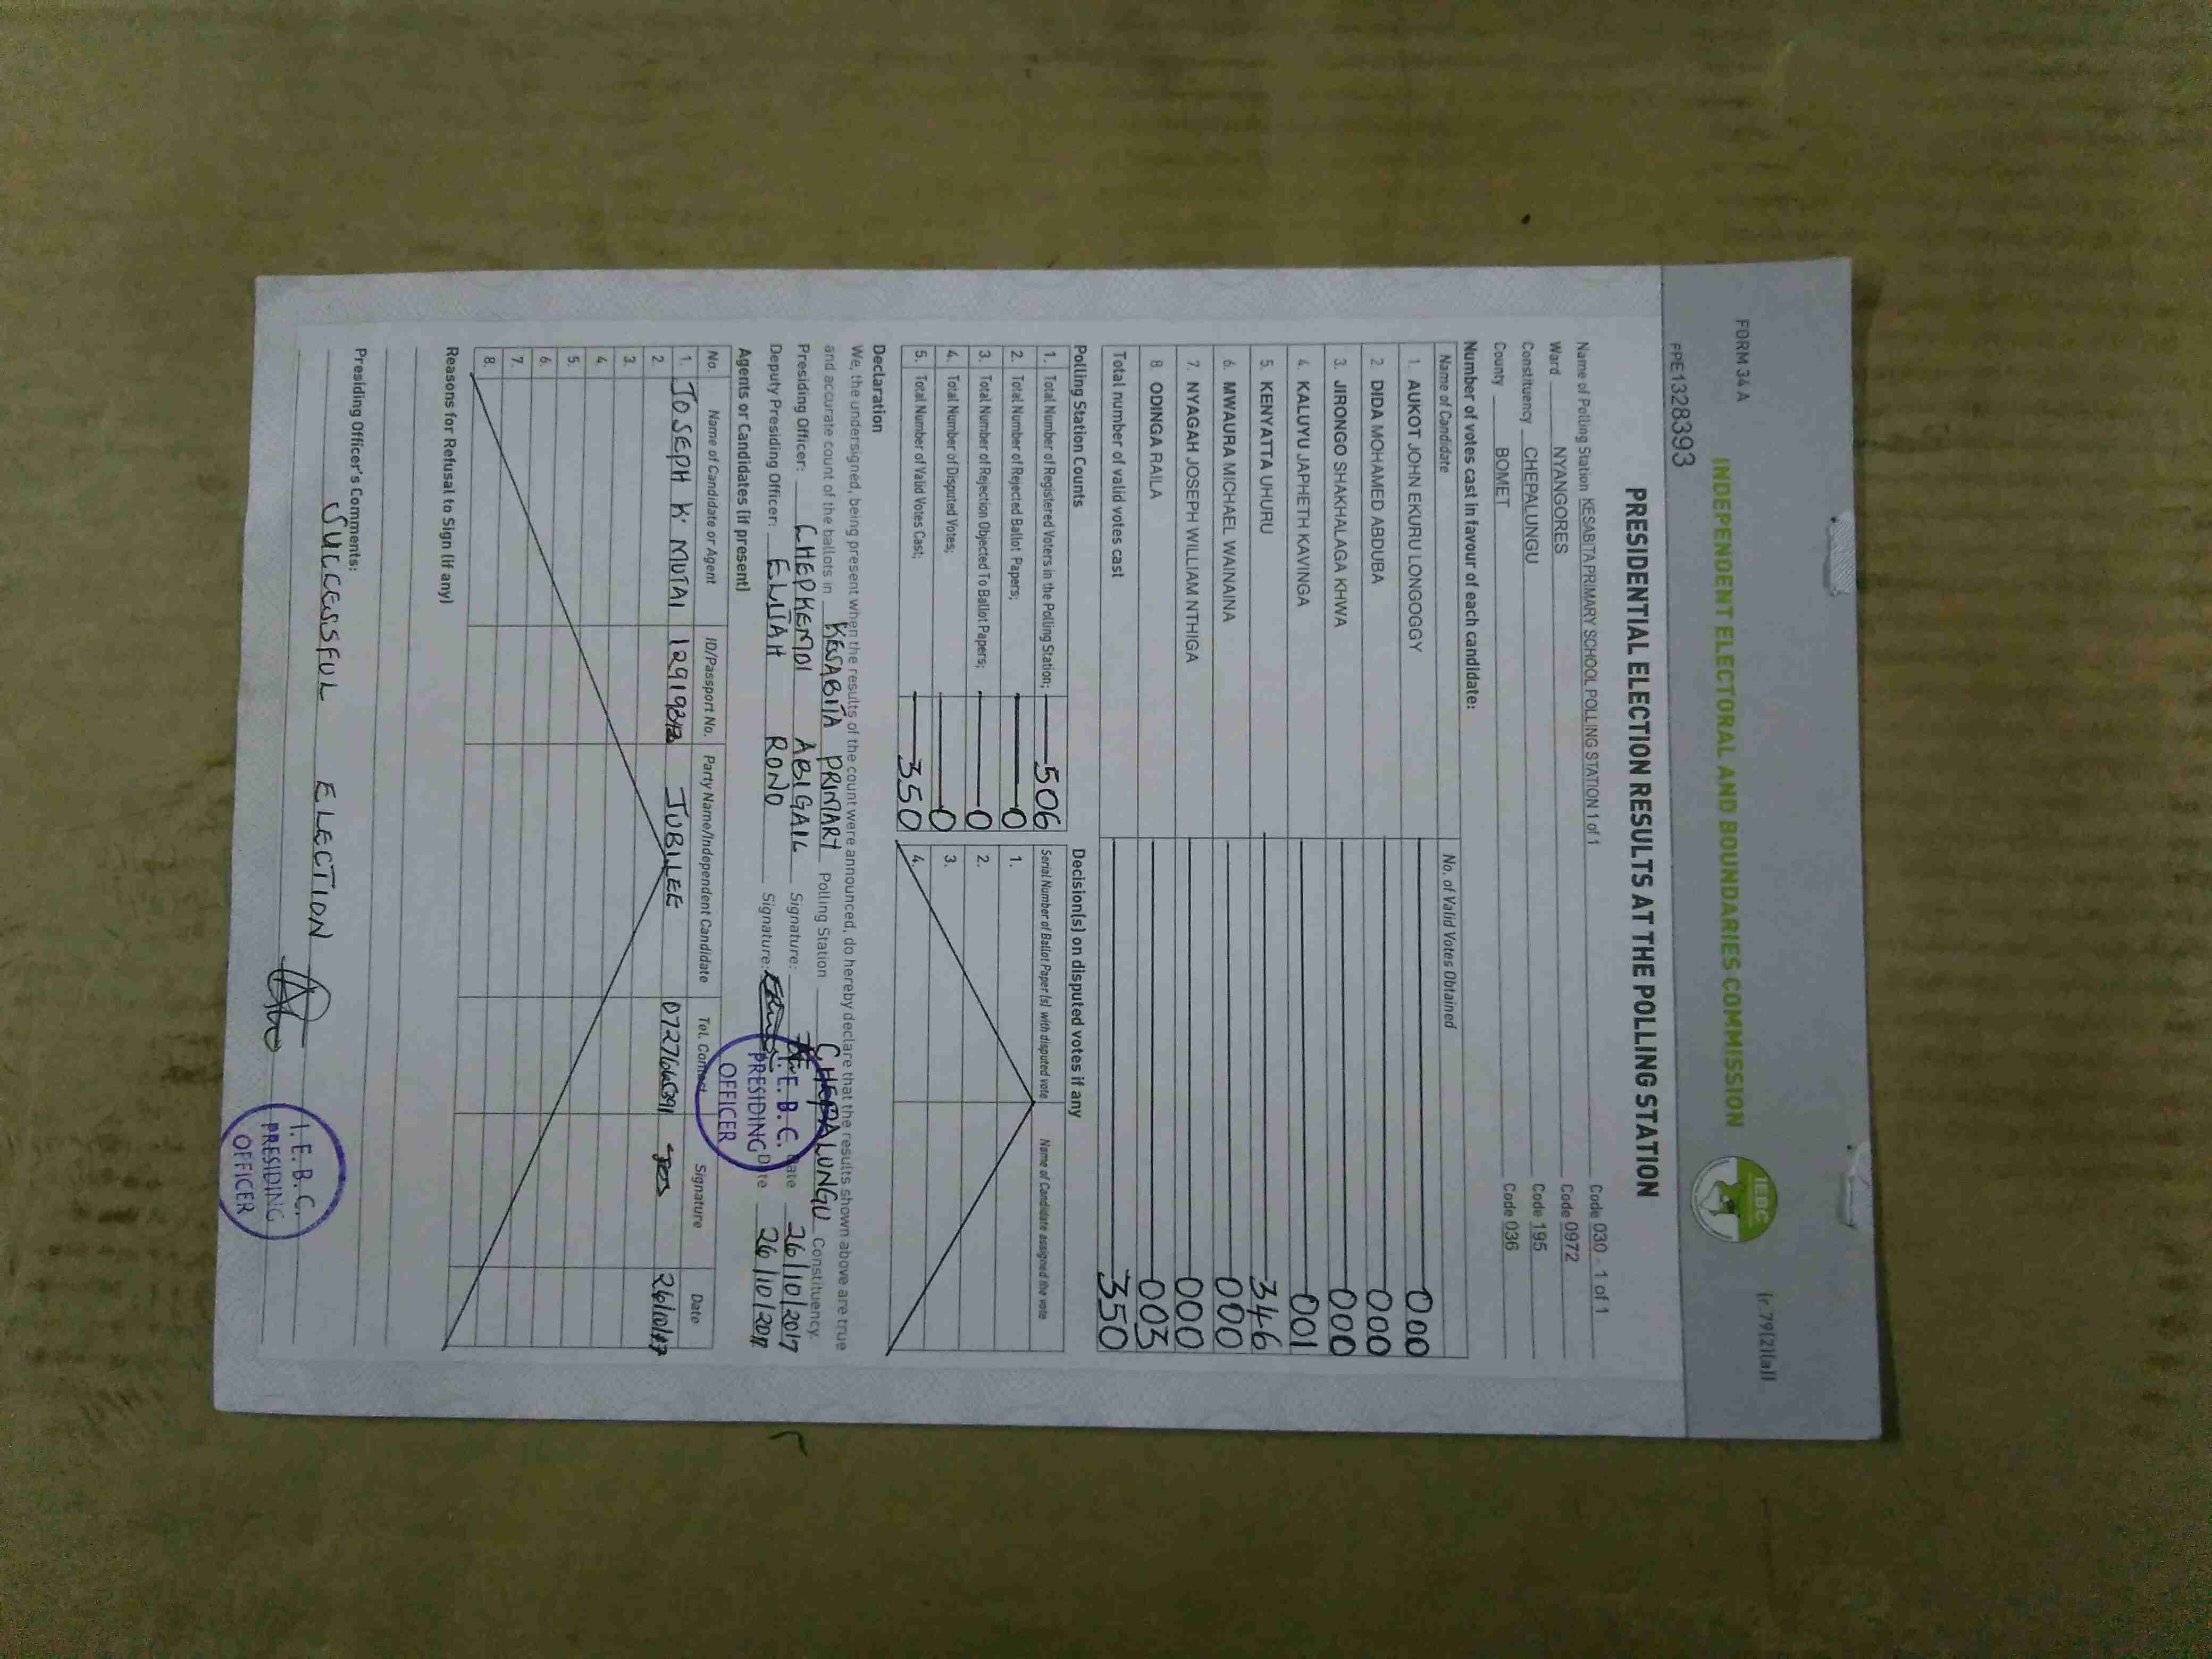 FORM 34A
(r.79(2)(a))
INDEPENDENT ELECTORAL AND BOUNDARIES COMMISSION
IEBC
PPE1328393
PRESIDENTIAL ELECTION RESULTS AT THE POLLING STATION
Name of Polling Station KESABITA PRIMARY SCHOOL POLLING STATION 1 of 1 Code 030 - 1 of 1
Ward NYANGORES Code 0972
Constituency CHEPALUNGU Code 195
County BOMET Code 036
Number of votes cast in favour of each candidate:
Name of Candidate No. of Valid Votes Obtained
1. AUKOT JOHN EKURU LONGOGGY 000
2 DIDA MOHAMED ABDUBA 000
3. JIRONGO SHAKHALAGA KHWA 000
4. KALUYU JAPHETH KAVINGA 001
5. KENYATTA UHURU 346
6. MWAURA MICHAEL WAINAINA 000
7. NYAGAH JOSEPH WILLIAM NTHIGA 000
8 ODINGA RAILA 003
Total number of valid votes cast 350
Polling Station Counts
1. Total Number of Registered Voters in the Polling Station; 506
2. Total Number of Rejected Ballot Papers; 0
3. Total Number of Rejection Objected To Ballot Papers; 0
4. Total Number of Disputed Votes; 0
5. Total Number of Valid Votes Cast; 350
Decision(s) on disputed votes if any
Serial Number of Ballot Paper (s) with disputed vote Name of Candidate assigned the vote
1.
2.
3.
4.
Declaration
We, the undersigned, being present when the results of the count were announced, do hereby declare that the results shown above are true
and accurate count of the ballots in KESABITA PRIMARY Polling Station CHEPALUNGU Constituency.
Presiding Officer: CHEPKEMOI ABIGAIL Signature: Date 26/10/2017
Deputy Presiding Officer: ELIJAH RONO Signature: Date 26/10/2017
I.E.B.C.
PRESIDING
OFFICER
Agents or Candidates (if present)
No. Name of Candidate or Agent ID/Passport No. Party Name/Independent Candidate Tel. Contact Signature Date
1. JOSEPH K. MUTAI JUBILEE 26/10/17
2.
3.
4
5.
6.
7.
8.
Reasons for Refusal to Sign (if any)
Presiding Officer's Comments:
SUCCESSFUL ELECTION
I.E.B.C.
PRESIDING
OFFICER